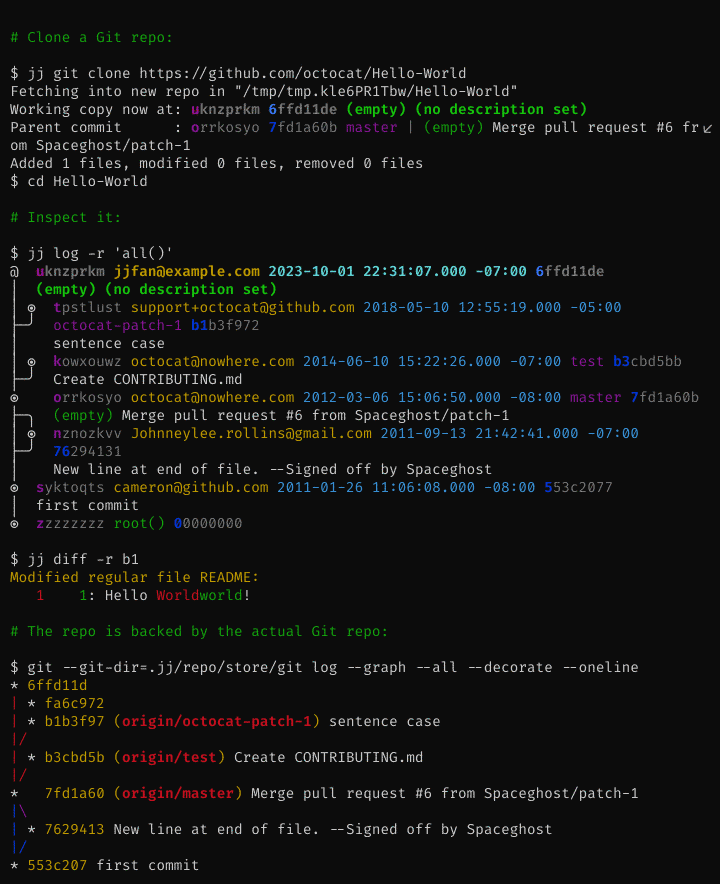 # Clone a Git repo:
$ jj git clone https://github.com/octocat/Hello-World
Fetching into new repo in "/tmp/tmp.kle6PR1Tbw/Hello-World"
Working copy now at: uknzprkm 6ffd11de (empty) (no description set)
Parent commit      : orrkosyo 7fd1a60b master | (empty) Merge pull request #6 fr↙
om Spaceghost/patch-1
Added 1 files, modified 0 files, removed 0 files
$ cd Hello-World
# Inspect it:
$ jj log -r 'all()'
@  uknzprkm jjfan@example.com 2023-10-01 22:31:07.000 -07:00 6ffd11de
│  (empty) (no description set)
│ ◉  tpstlust support+octocat@github.com 2018-05-10 12:55:19.000 -05:00
├─╯  octocat-patch-1 b1b3f972
│    sentence case
│ ◉  kowxouwz octocat@nowhere.com 2014-06-10 15:22:26.000 -07:00 test b3cbd5bb
├─╯  Create CONTRIBUTING.md
◉    orrkosyo octocat@nowhere.com 2012-03-06 15:06:50.000 -08:00 master 7fd1a60b
├─╮  (empty) Merge pull request #6 from Spaceghost/patch-1
│ ◉  nznozkvv Johnneylee.rollins@gmail.com 2011-09-13 21:42:41.000 -07:00
├─╯  76294131
│    New line at end of file. --Signed off by Spaceghost
◉  syktoqts cameron@github.com 2011-01-26 11:06:08.000 -08:00 553c2077
│  first commit
◉  zzzzzzzz root() 00000000
$ jj diff -r b1
Modified regular file README:
   1    1: Hello Worldworld!
# The repo is backed by the actual Git repo:
$ git --git-dir=.jj/repo/store/git log --graph --all --decorate --oneline
* 6ffd11d
| * fa6c972
| * b1b3f97 (origin/octocat-patch-1) sentence case
|/
| * b3cbd5b (origin/test) Create CONTRIBUTING.md
|/
*   7fd1a60 (origin/master) Merge pull request #6 from Spaceghost/patch-1
|\
| * 7629413 New line at end of file. --Signed off by Spaceghost
|/
* 553c207 first commit